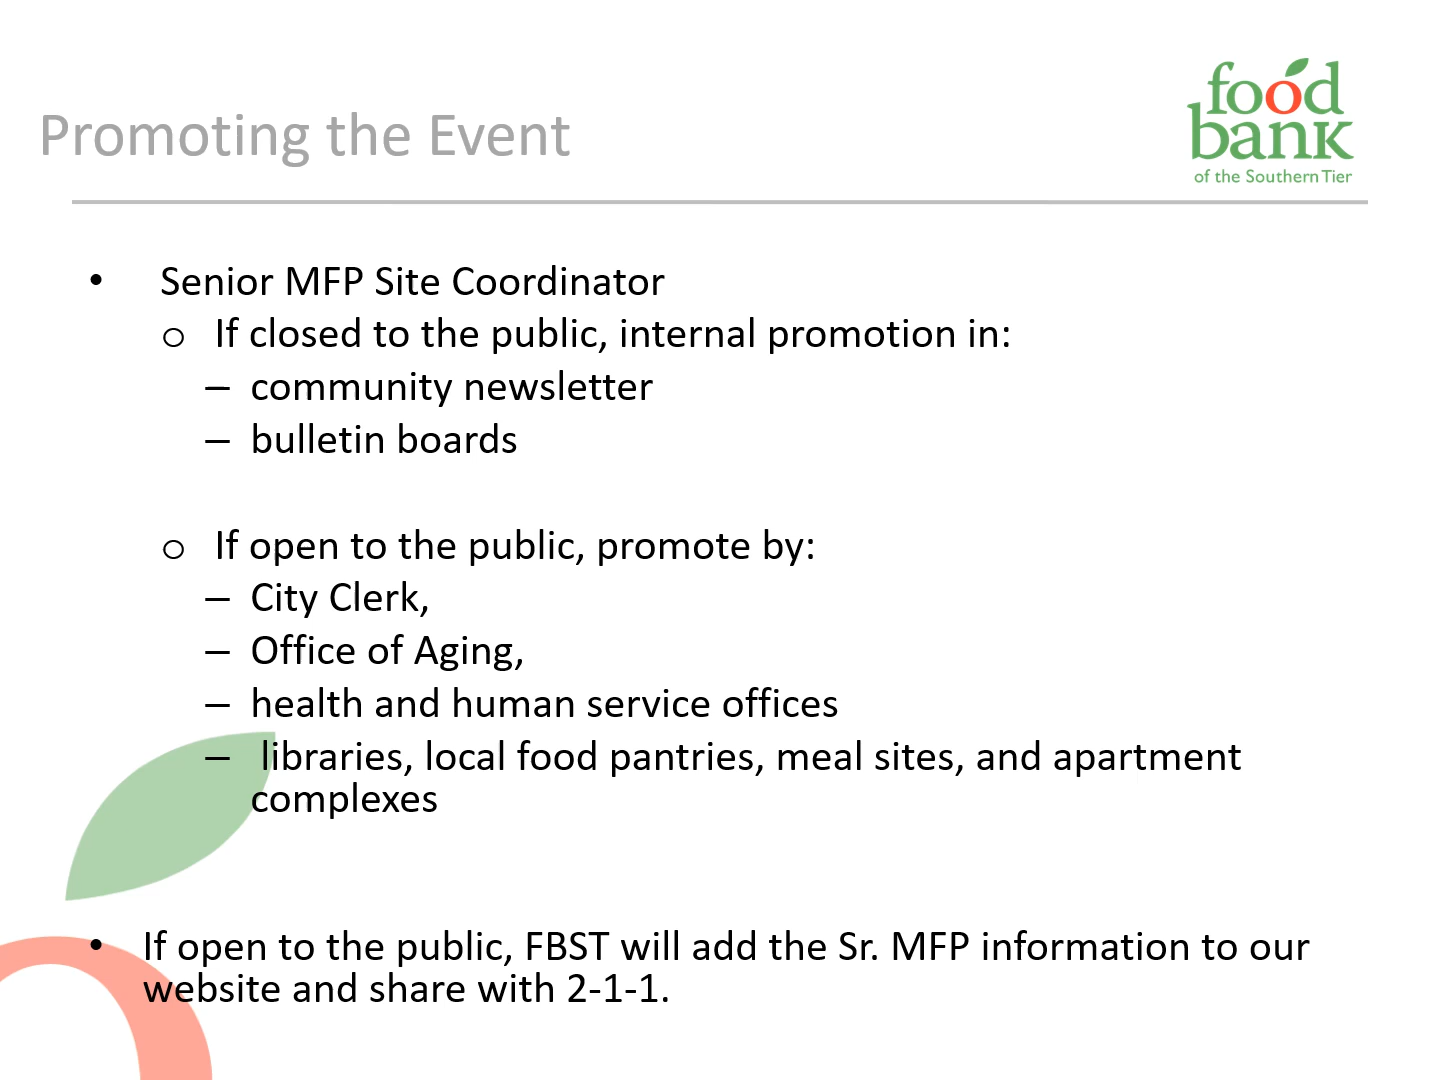 Promoting the Event
food
bank
of the Southern Tier
• Senior MFP Site Coordinator
o If closed to the public, internal promotion in:
– community newsletter
– bulletin boards
o If open to the public, promote by:
– City Clerk,
– Office of Aging,
– health and human service offices
– libraries, local food pantries, meal sites, and apartment
complexes
• If open to the public, FBST will add the Sr. MFP information to our
website and share with 2-1-1.